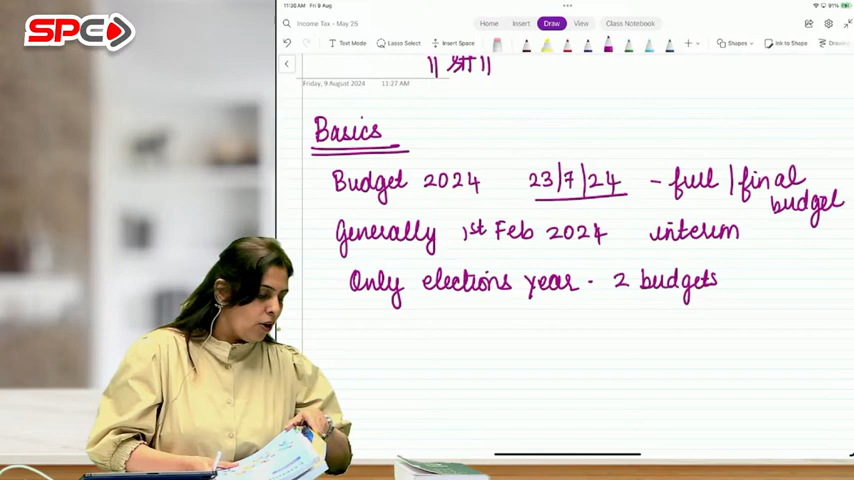 11:30 AM Fri 9 Aug
91%
SPC
Income Tax - May 25
Home Insert Draw View Class Notebook
Text Mode Lasso Select Insert Space Shapes Ink to Shape Drawing
|| श्री ||
Friday, 9 August 2024 11:27 AM
Basics
Budget 2024 23/7/24 - full / final
budget
Generally 1st Feb 2024 interim
Only elections year - 2 budgets